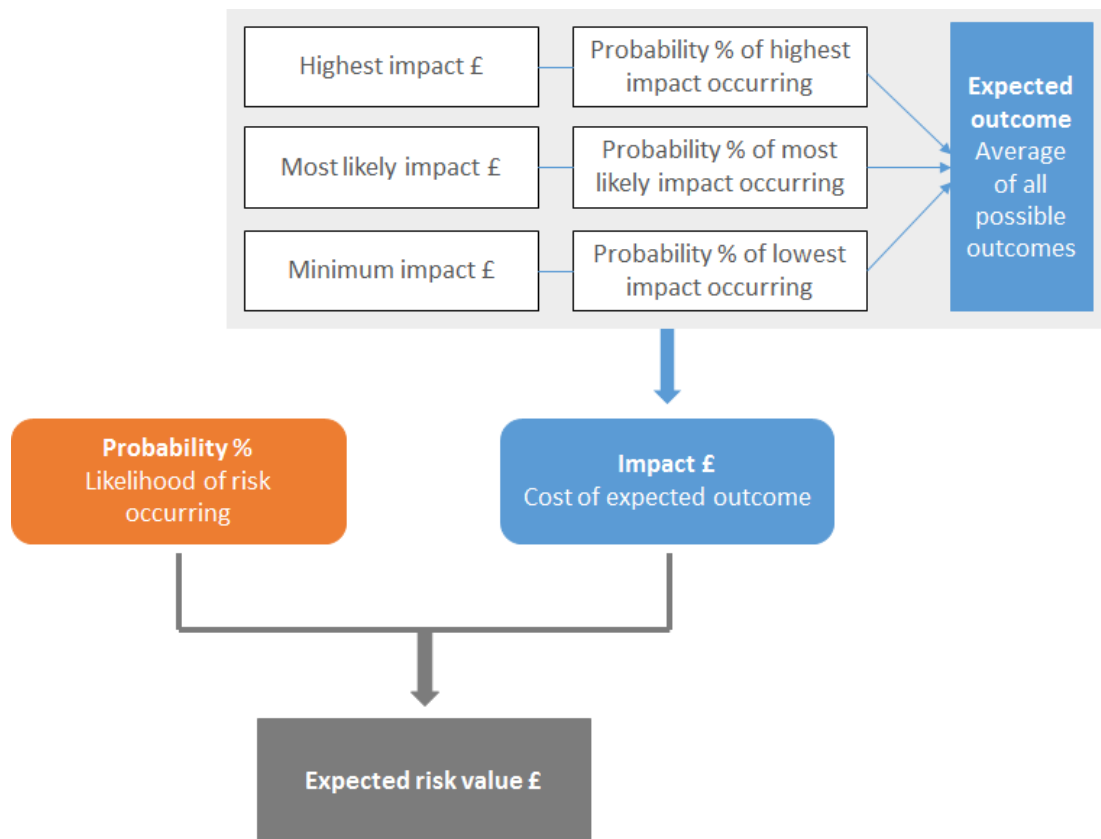 Highest impact £
Probability % of highest
impact occurring
Most likely impact £
Probability % of most
likely impact occurring
Minimum impact £
Probability % of lowest
impact occurring
Expected
outcome
Average
of all
possible
outcomes
Probability %
Likelihood of risk
occurring
Impact £
Cost of expected outcome
Expected risk value £